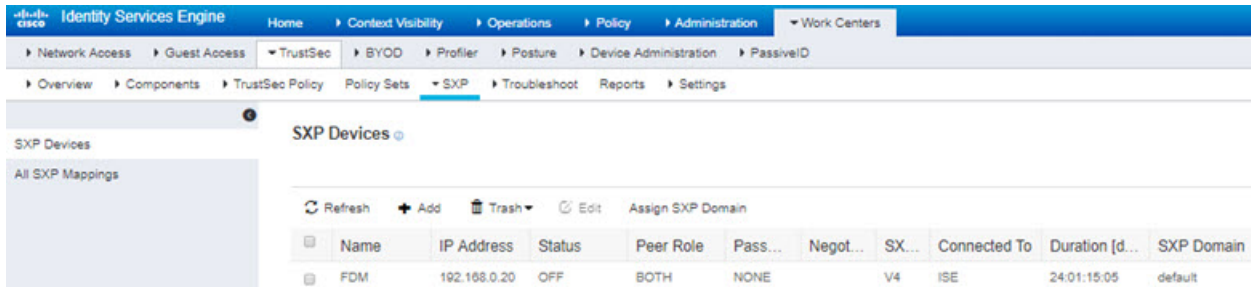 cisco Identity Services Engine Home Context Visibility Operations Policy Administration Work Centers
Network Access Guest Access TrustSec BYOD Profiler Posture Device Administration PassiveID
Overview Components TrustSec Policy Policy Sets SXP Troubleshoot Reports Settings
SXP Devices
SXP Devices
All SXP Mappings
Refresh Add Trash Edit Assign SXP Domain
Name IP Address Status Peer Role Pass... Negot... SX... Connected To Duration [d... SXP Domain
FDM 192.168.0.20 OFF BOTH NONE V4 ISE 24:01:15:05 default